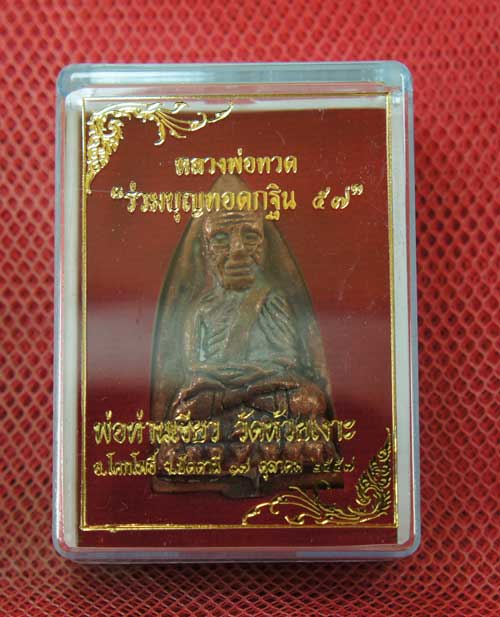 หลวงพ่อทวด
“ร่วมบุญทอดกฐิน ๕๗”
พ่อท่านเขียว วัดห้วยเงาะ
อ.โคกโพธิ์ จ.ปัตตานี ๑๗ ตุลาคม ๒๕๕๗